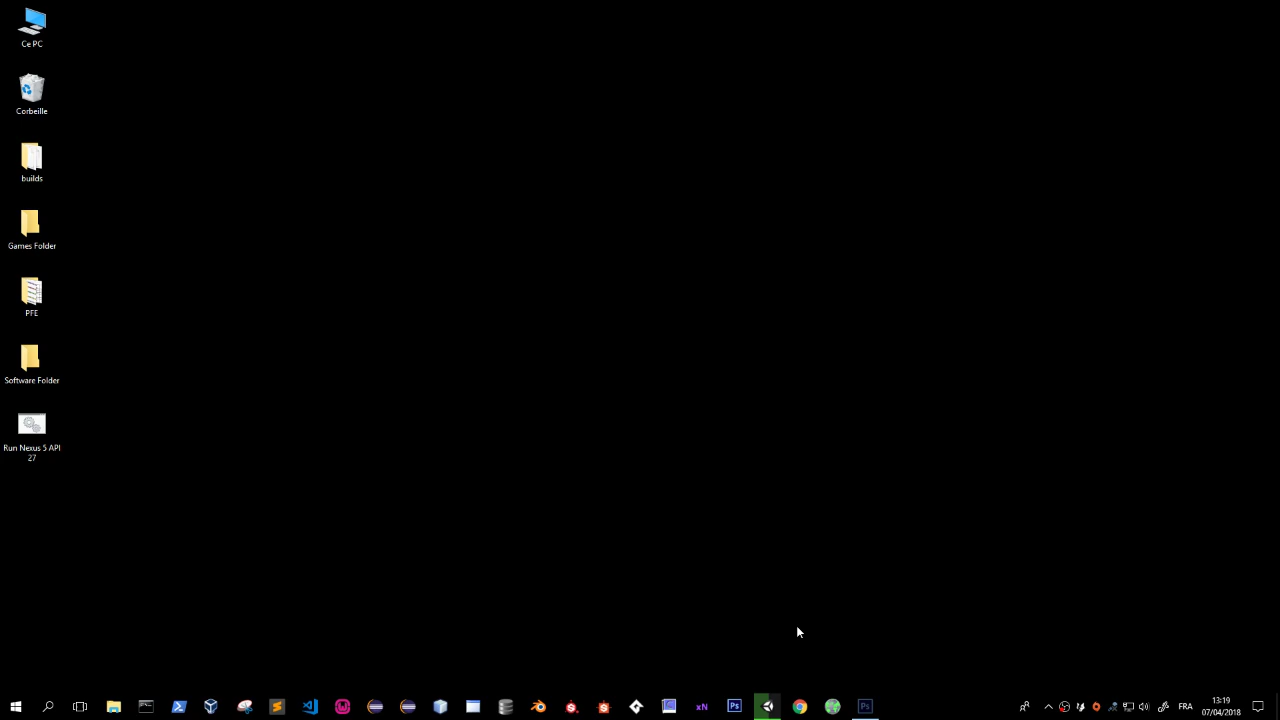 Ce PC
Corbeille
builds
Games Folder
PFE
Software Folder
Run Nexus 5 API
27
Ps
xN
Ps
FRA
13:19
07/04/2018